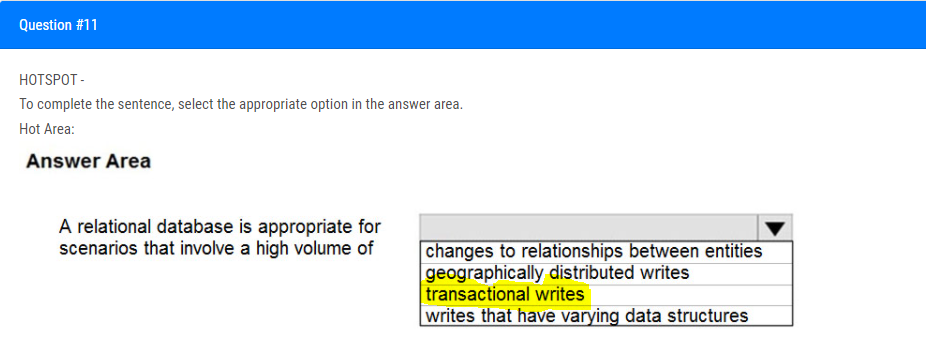 Question #11
HOTSPOT -
To complete the sentence, select the appropriate option in the answer area.
Hot Area:
Answer Area
A relational database is appropriate for
scenarios that involve a high volume of
changes to relationships between entities
geographically distributed writes
transactional writes
writes that have varying data structures